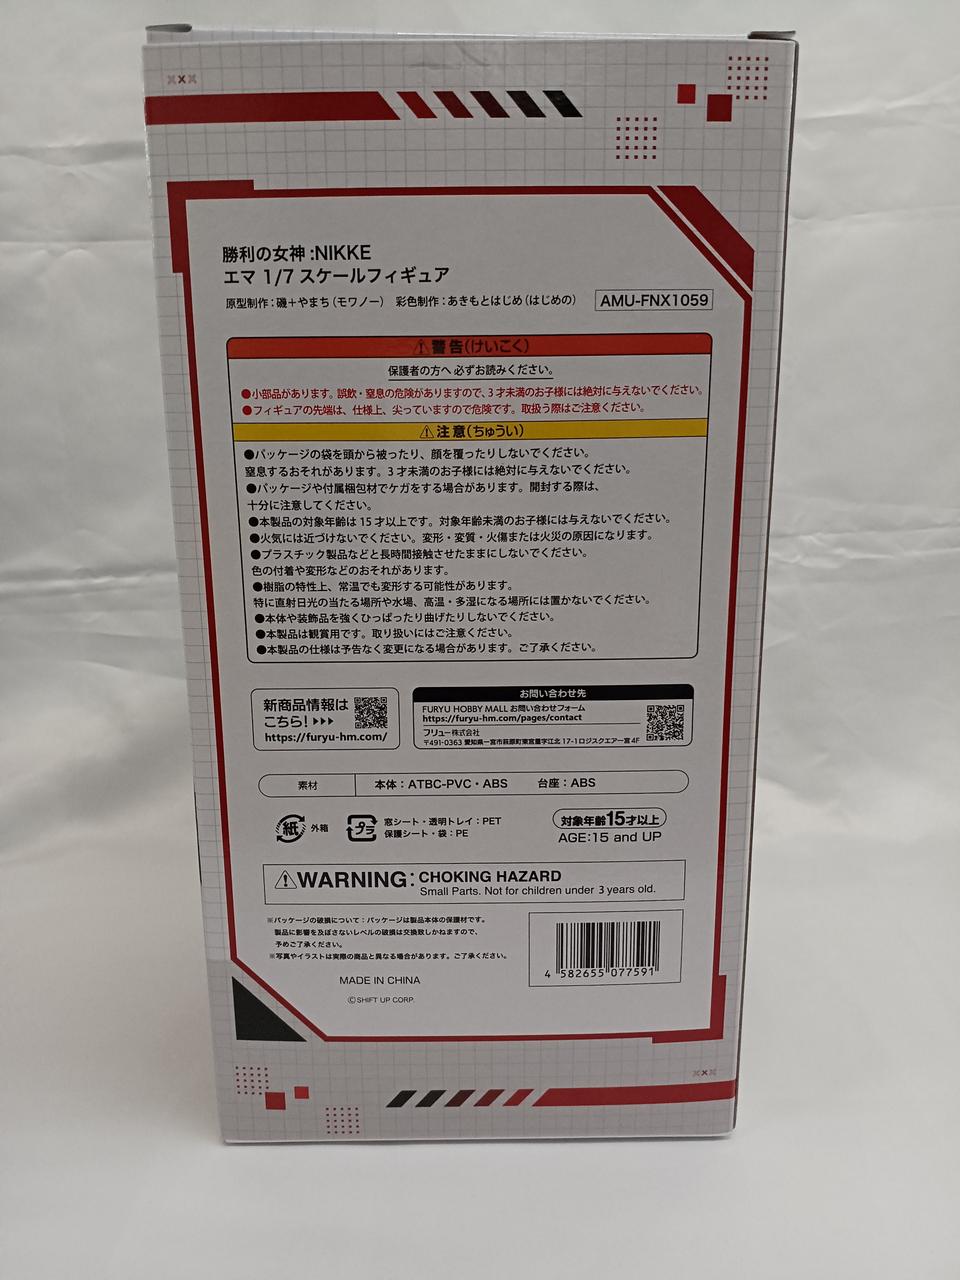 ×××
勝利の女神:NIKKE
エマ 1/7 スケールフィギュア
原型制作:磯+やまち(モワノー) 彩色制作:あきもとはじめ(はじめの) AMU-FNX1059
⚠警告(けいこく)
保護者の方へ 必ずお読みください。
●小部品があります。誤飲・窒息の危険がありますので、3才未満のお子様には絶対に与えないでください。
●フィギュアの先端は、仕様上、尖っていますので危険です。取扱う際はご注意ください。
⚠注意(ちゅうい)
●パッケージの袋を頭から被ったり、顔を覆ったりしないでください。
窒息するおそれがあります。3才未満のお子様には絶対に与えないでください。
●パッケージや付属梱包材でケガをする場合があります。開封する際は、
十分に注意してください。
●本製品の対象年齢は15才以上です。対象年齢未満のお子様には与えないでください。
●火気には近づけないでください。変形・変質・火傷または火災の原因になります。
●プラスチック製品などと長時間接触させたままにしないでください。
色の付着や変形などのおそれがあります。
●樹脂の特性上、常温でも変形する可能性があります。
特に直射日光の当たる場所や水場、高温・多湿になる場所には置かないでください。
●本体や装飾品を強くひっぱったり曲げたりしないでください。
●本製品は観賞用です。取り扱いにはご注意ください。
●本製品の仕様は予告なく変更になる場合があります。ご了承ください。
新商品情報は
こちら!▶▶▶
https://furyu-hm.com/
お問い合わせ先
FURYU HOBBY MALL お問い合わせフォーム
https://furyu-hm.com/pages/contact
フリュー株式会社
〒491-0363 愛知県一宮市萩原町東宮重字江北 17-1ロジスクエア一宮 4F
素材 本体:ATBC-PVC・ABS 台座:ABS
紙 外箱
プラ 窓シート・透明トレイ:PET
保護シート・袋:PE
対象年齢15才以上
AGE:15 and UP
⚠WARNING: CHOKING HAZARD
Small Parts. Not for children under 3 years old.
※パッケージの破損について:パッケージは製品本体の保護材です。
製品に影響を及ぼさないレベルの破損は交換致しかねますので、
予めご了承ください。
※写真やイラストは実際の商品と異なる場合があります。ご了承ください。
4 582655 077591
MADE IN CHINA
©SHIFT UP CORP.
×××